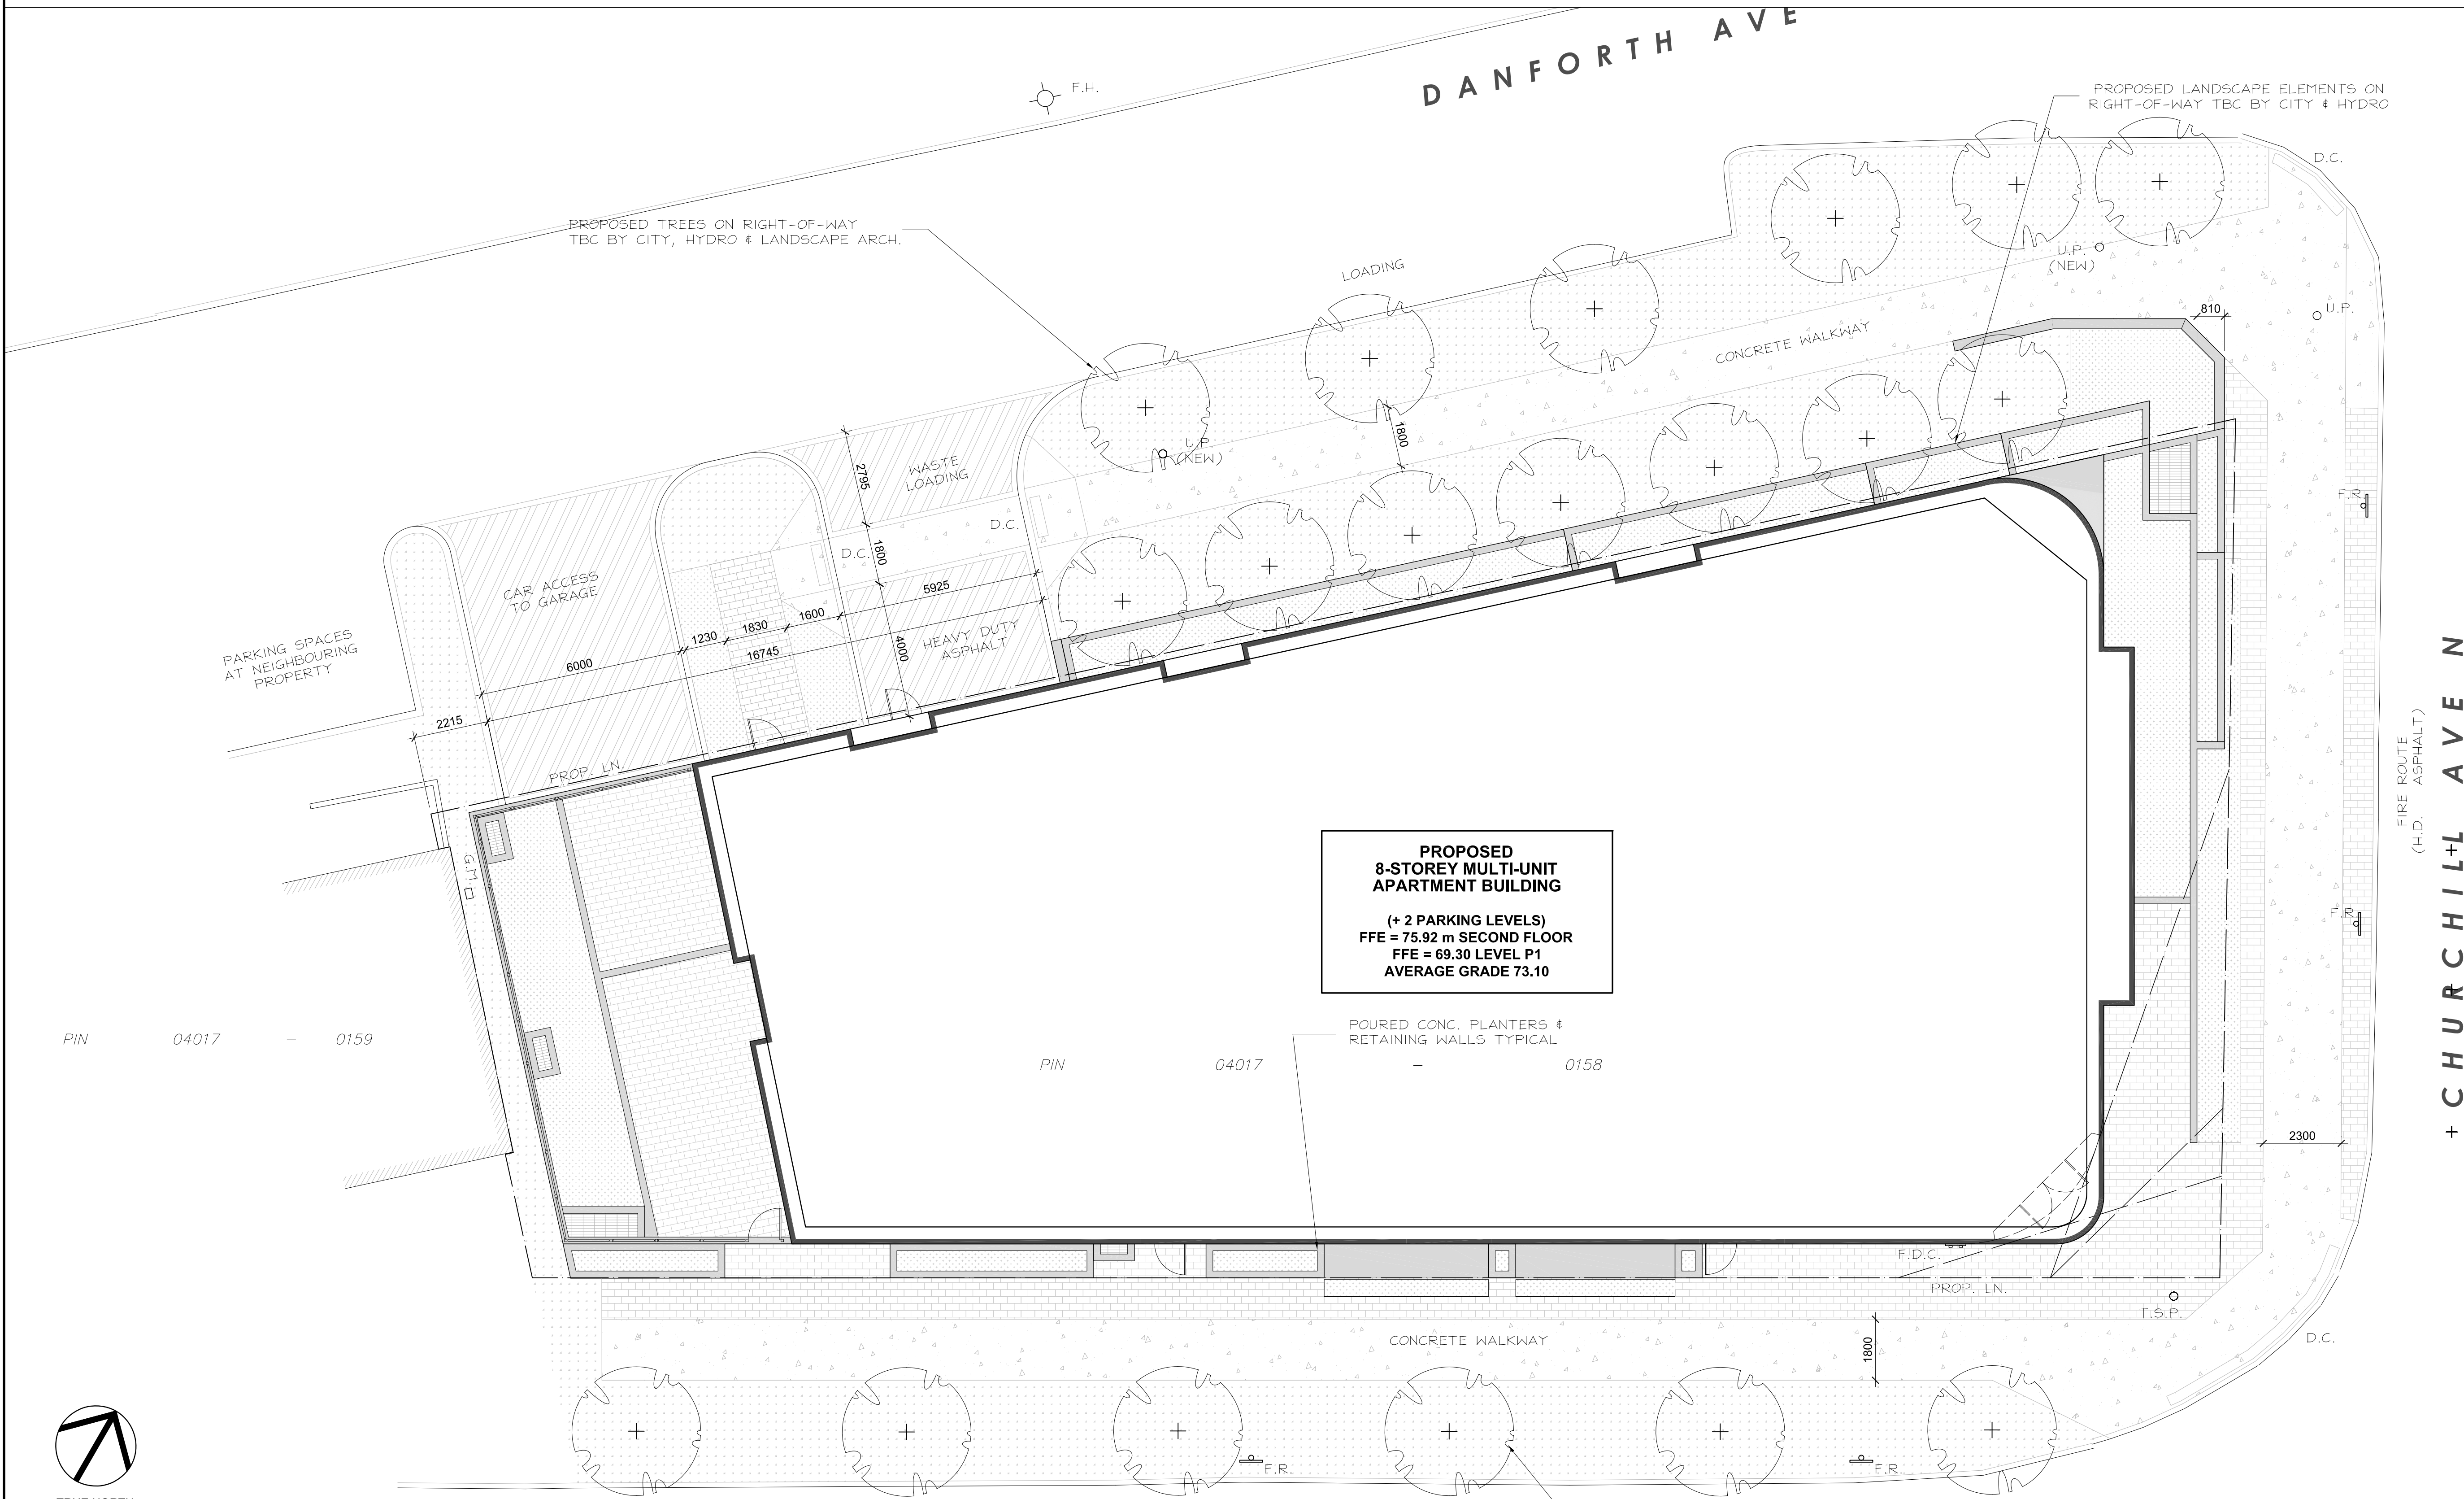 DANFORTH AVE
F.H.
PROPOSED LANDSCAPE ELEMENTS ON
RIGHT-OF-WAY TBC BY CITY & HYDRO
D.C.
PROPOSED TREES ON RIGHT-OF-WAY
TBC BY CITY, HYDRO & LANDSCAPE ARCH.
LOADING
U.P.
(NEW)
810
U.P.
CONCRETE WALKWAY
1800
U.P.
(NEW)
2795
WASTE
LOADING
F.R.
D.C.
D.C.
1800
CAR ACCESS
TO GARAGE
5925
1600
1830
1230
HEAVY DUTY
ASPHALT
4000
PARKING SPACES
AT NEIGHBOURING
PROPERTY
6000
16745
2215
PROP. LN.
FIRE ROUTE
(H.D. ASPHALT)
CHURCHILL AVE N
G.M.
PROPOSED
8-STOREY MULTI-UNIT
APARTMENT BUILDING
(+ 2 PARKING LEVELS)
FFE = 75.92 m SECOND FLOOR
FFE = 69.30 LEVEL P1
AVERAGE GRADE 73.10
F.R.
POURED CONC. PLANTERS &
RETAINING WALLS TYPICAL
PIN 04017 - 0159
PIN 04017 - 0158
2300
F.D.C.
PROP. LN.
T.S.P.
CONCRETE WALKWAY
1800
D.C.
F.R.
F.R.